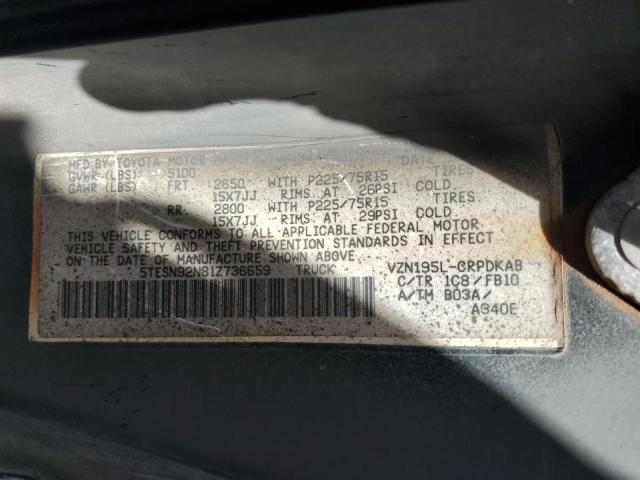 MFD BY TOYOTA MOTOR DATE
GVWR (LBS) 5100
GAWR (LBS) FRT 2650 WITH P225/75R15 TIRES
15X7JJ RIMS AT 26PSI COLD
RR 2800 WITH P225/75R15 TIRES
15X7JJ RIMS AT 29PSI COLD.
THIS VEHICLE CONFORMS TO ALL APPLICABLE FEDERAL MOTOR
VEHICLE SAFETY AND THEFT PREVENTION STANDARDS IN EFFECT
ON THE DATE OF MANUFACTURE SHOWN ABOVE.
5TESN92N81Z736659 TRUCK VZN195L-CRPDKAB
C/TR 1C8/FB10
A/TM B03A/
A340E